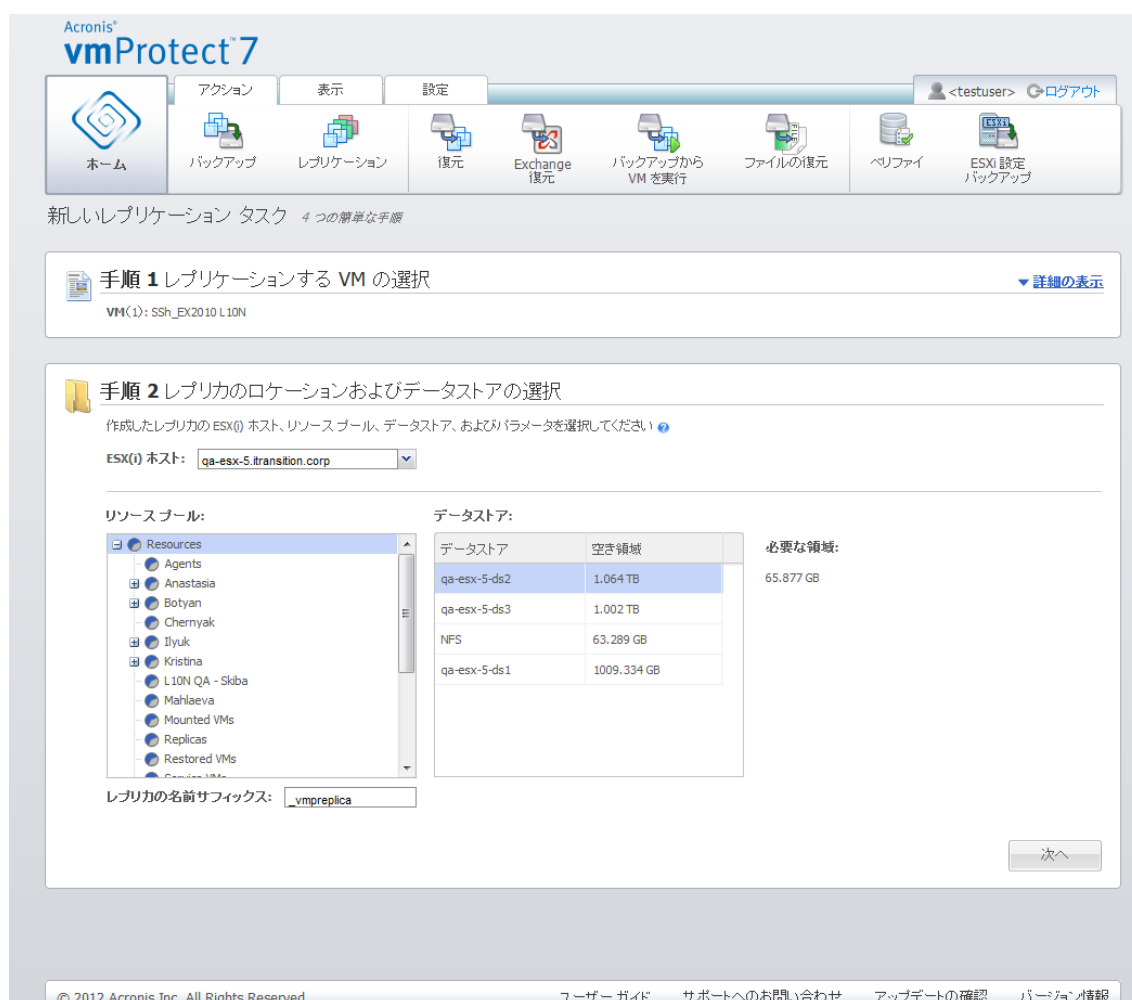 Acronis®
vmProtect™7
アクション 表示 設定 <testuser> ログアウト
ホーム バックアップ レプリケーション 復元 Exchange 復元 バックアップから VM を実行 ファイルの復元 ベリファイ ESXi 設定 バックアップ
ESXi
新しいレプリケーション タスク 4 つの簡単な手順
手順 1 レプリケーションする VM の選択 詳細の表示
VM(1): SSh_EX2010 L10N
手順 2 レプリカのロケーションおよびデータストアの選択
作成したレプリカの ESX(i) ホスト、リソース プール、データストア、およびパラメータを選択してください
ESX(i) ホスト: qa-esx-5.itransition.corp
リソース プール: データストア:
Resources
Agents
Anastasia
Botyan
Chernyak
Ilyuk
Kristina
L10N QA - Skiba
Mahlaeva
Mounted VMs
Replicas
Restored VMs
Service VMs
データストア 空き領域
qa-esx-5-ds2 1.064 TB
qa-esx-5-ds3 1.002 TB
NFS 63.289 GB
qa-esx-5-ds1 1009.334 GB
必要な領域:
65.877 GB
レプリカの名前サフィックス: _vmpreplica
次へ
© 2012 Acronis Inc. All Rights Reserved. ユーザー ガイド サポートへのお問い合わせ アップデートの確認 バージョン情報